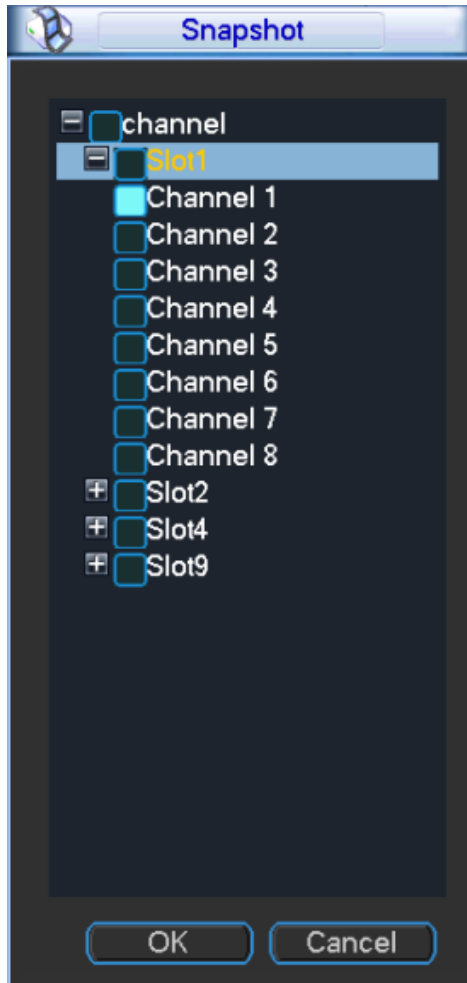 Snapshot
channel
Slot1
Channel 1
Channel 2
Channel 3
Channel 4
Channel 5
Channel 6
Channel 7
Channel 8
Slot2
Slot4
Slot9
OK Cancel